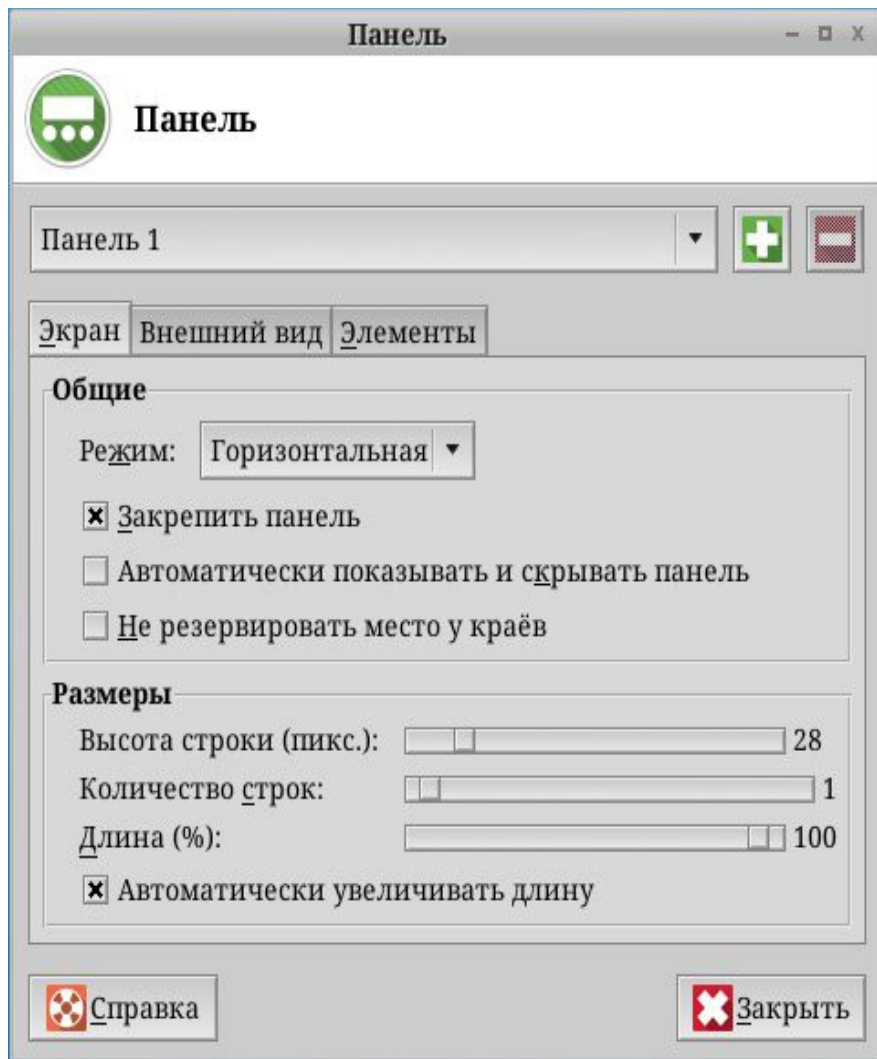 Панель
Панель
Панель 1
Экран Внешний вид Элементы
Общие
Режим: Горизонтальная
Закрепить панель
Автоматически показывать и скрывать панель
Не резервировать место у краёв
Размеры
Высота строки (пикс.): 28
Количество строк: 1
Длина (%): 100
Автоматически увеличивать длину
Справка Закрыть